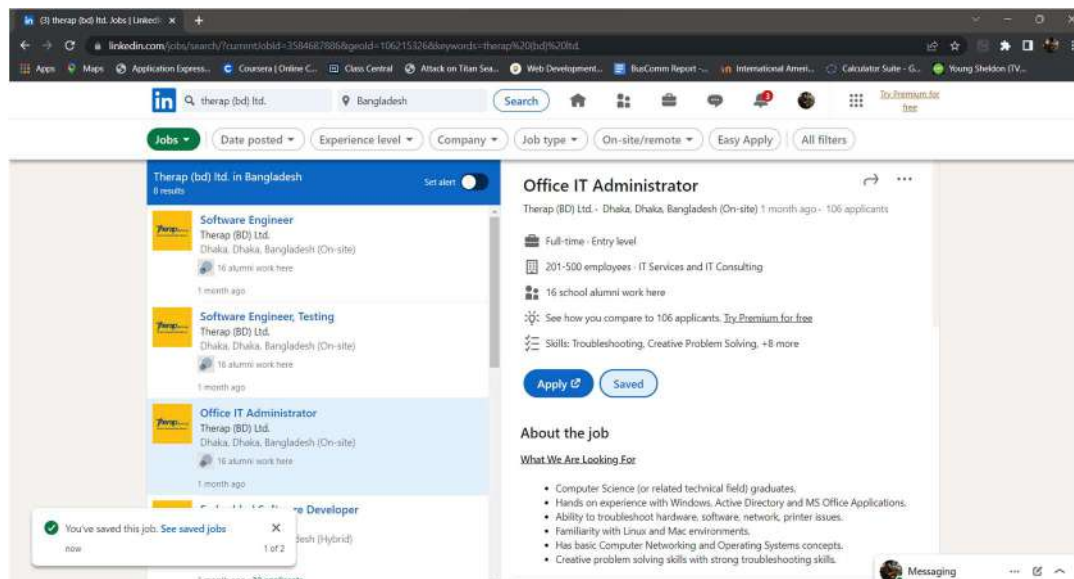 (3) therap (bd) ltd. Jobs | LinkedIn
linkedin.com/jobs/search/?currentJobId=3584687886&geoId=106215326&keywords=therap%20(bd)%20ltd.
Apps Maps Application Express... Coursera | Online C... Class Central Attack on Titan Sea... Web Development... BusComm Report -... International Ameri... Calculator Suite - G... Young Sheldon (TV...
in therap (bd) ltd. Bangladesh Search 3 Try Premium for
free
Jobs Date posted Experience level Company Job type On-site/remote Easy Apply All filters
Therap (bd) ltd. in Bangladesh
8 results
Set alert
Software Engineer
Therap (BD) Ltd.
Dhaka, Dhaka, Bangladesh (On-site)
16 alumni work here
1 month ago
Software Engineer, Testing
Therap (BD) Ltd.
Dhaka, Dhaka, Bangladesh (On-site)
16 alumni work here
1 month ago
Office IT Administrator
Therap (BD) Ltd.
Dhaka, Dhaka, Bangladesh (On-site)
16 alumni work here
1 month ago
re Developer
desh (Hybrid)
You've saved this job. See saved jobs
now 1 of 2
Office IT Administrator
Therap (BD) Ltd. - Dhaka, Dhaka, Bangladesh (On-site) 1 month ago - 106 applicants
Full-time · Entry level
201-500 employees · IT Services and IT Consulting
16 school alumni work here
See how you compare to 106 applicants. Try Premium for free
Skills: Troubleshooting, Creative Problem Solving, +8 more
Apply Saved
About the job
What We Are Looking For
• Computer Science (or related technical field) graduates.
• Hands on experience with Windows, Active Directory and MS Office Applications.
• Ability to troubleshoot hardware, software, network, printer issues.
• Familiarity with Linux and Mac environments.
• Has basic Computer Networking and Operating Systems concepts.
• Creative problem solving skills with strong troubleshooting skills.
Messaging